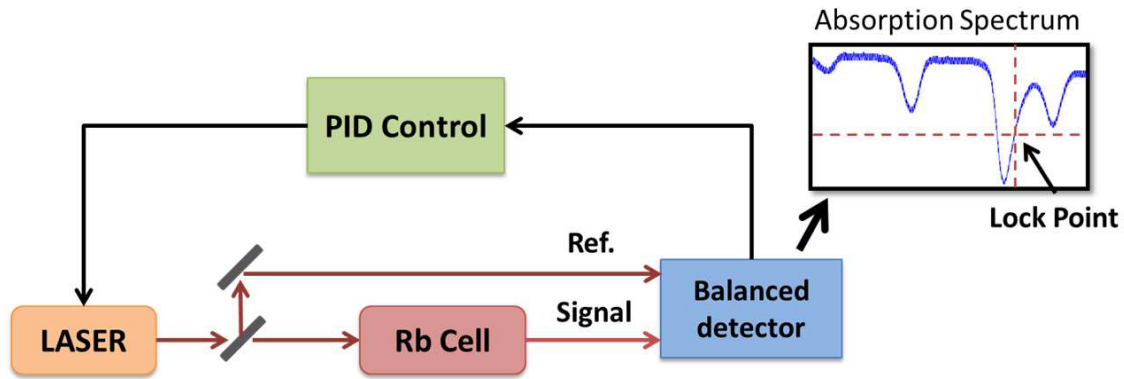 Absorption Spectrum
PID Control
Lock Point
Ref.
Balanced
detector
Signal
LASER
Rb Cell